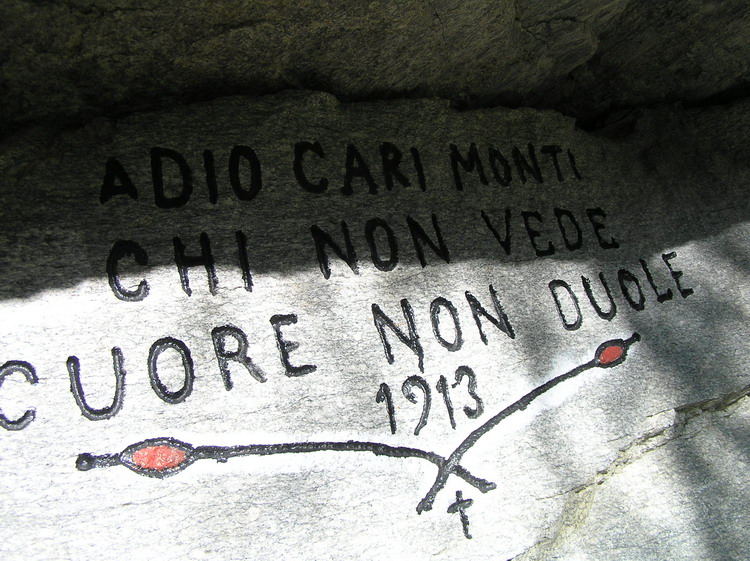 ADIO CARI MONTI
CHI NON VEDE
CUORE NON DUOLE
1913